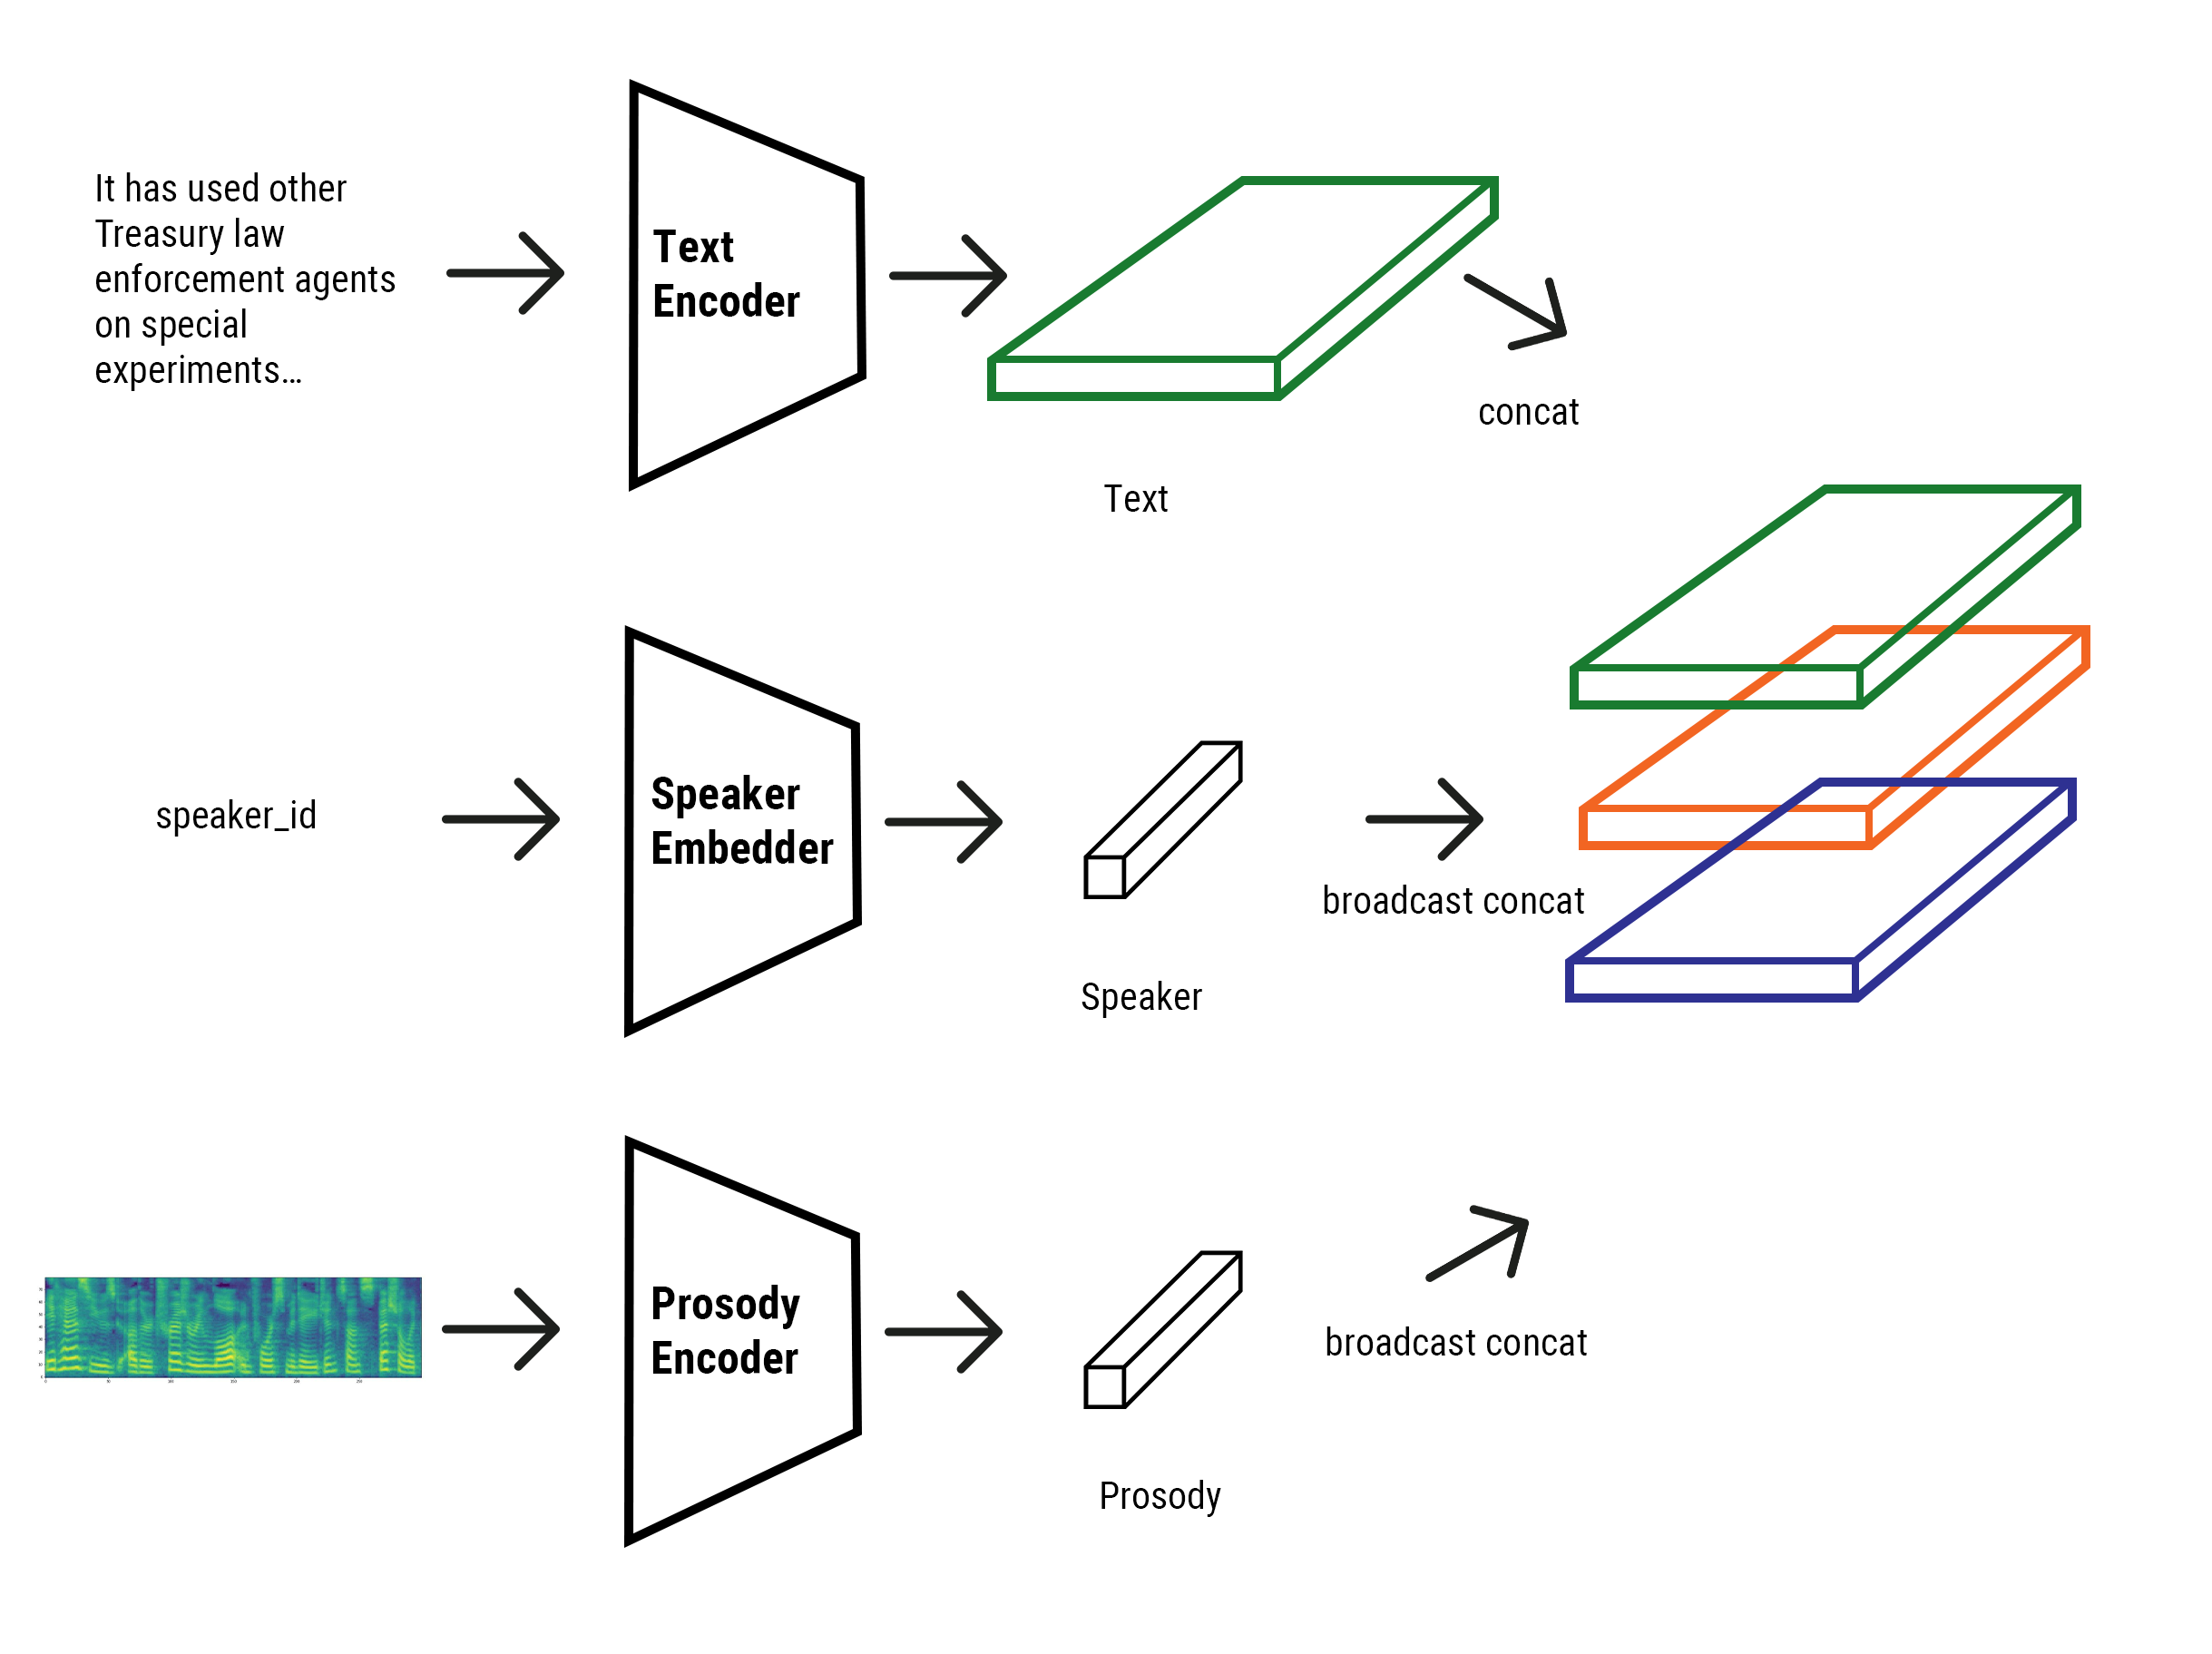 It has used other
Treasury law
enforcement agents
on special
experiments…
Text
Encoder
Text
concat
speaker_id
Speaker
Embedder
Speaker
broadcast concat
Prosody
Encoder
Prosody
broadcast concat